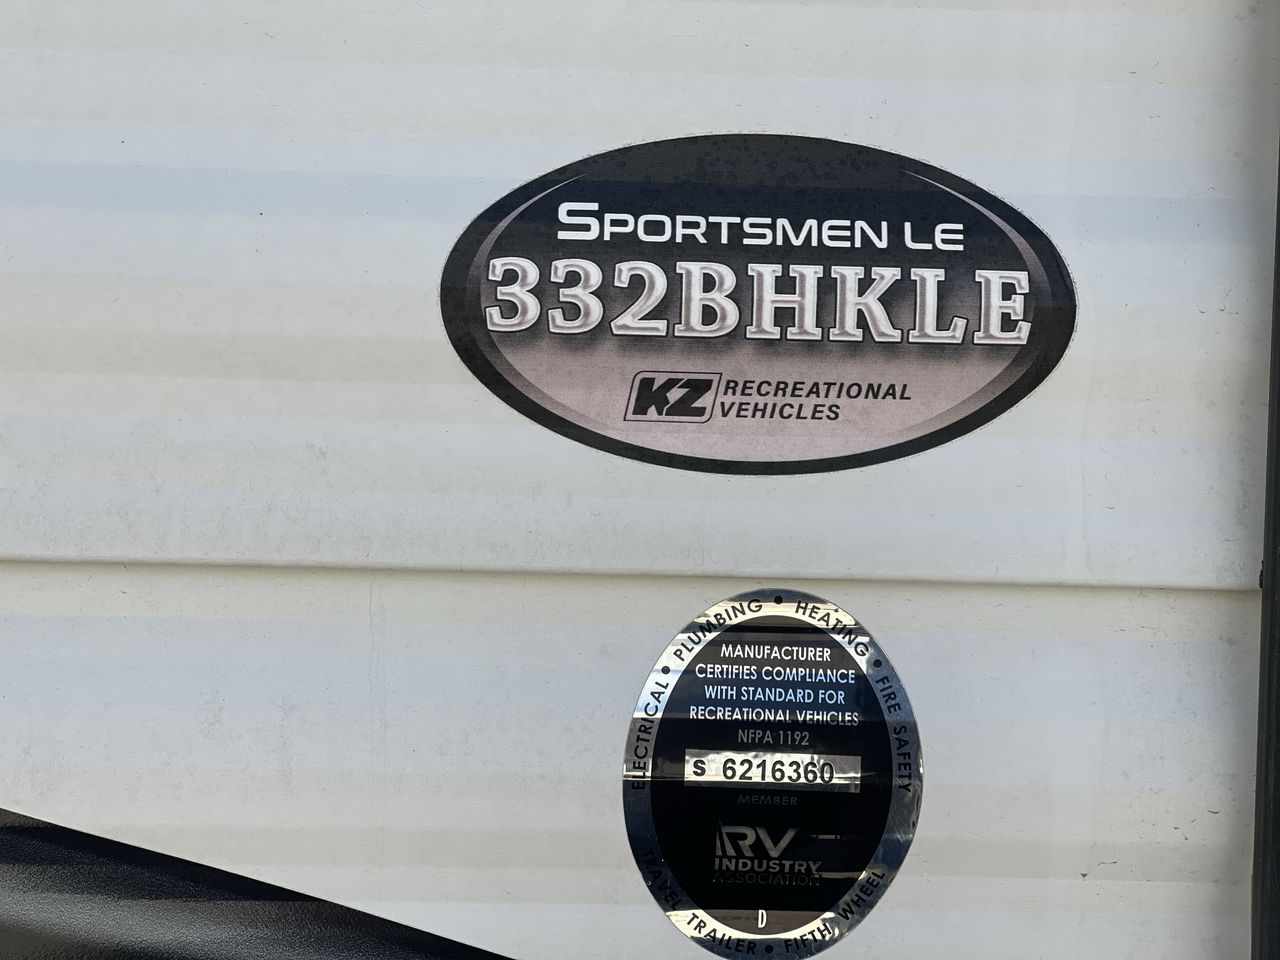 SPORTSMEN LE
332BHKLE
KZ RECREATIONAL
VEHICLES
ELECTRICAL • PLUMBING • HEATING • FIRE SAFETY •
MANUFACTURER
CERTIFIES COMPLIANCE
WITH STANDARD FOR
RECREATIONAL VEHICLES
NFPA 1192
S 6216360
MEMBER
RV
INDUSTRY
ASSOCIATION
D
TRAVEL TRAILER • FIFTH WHEEL